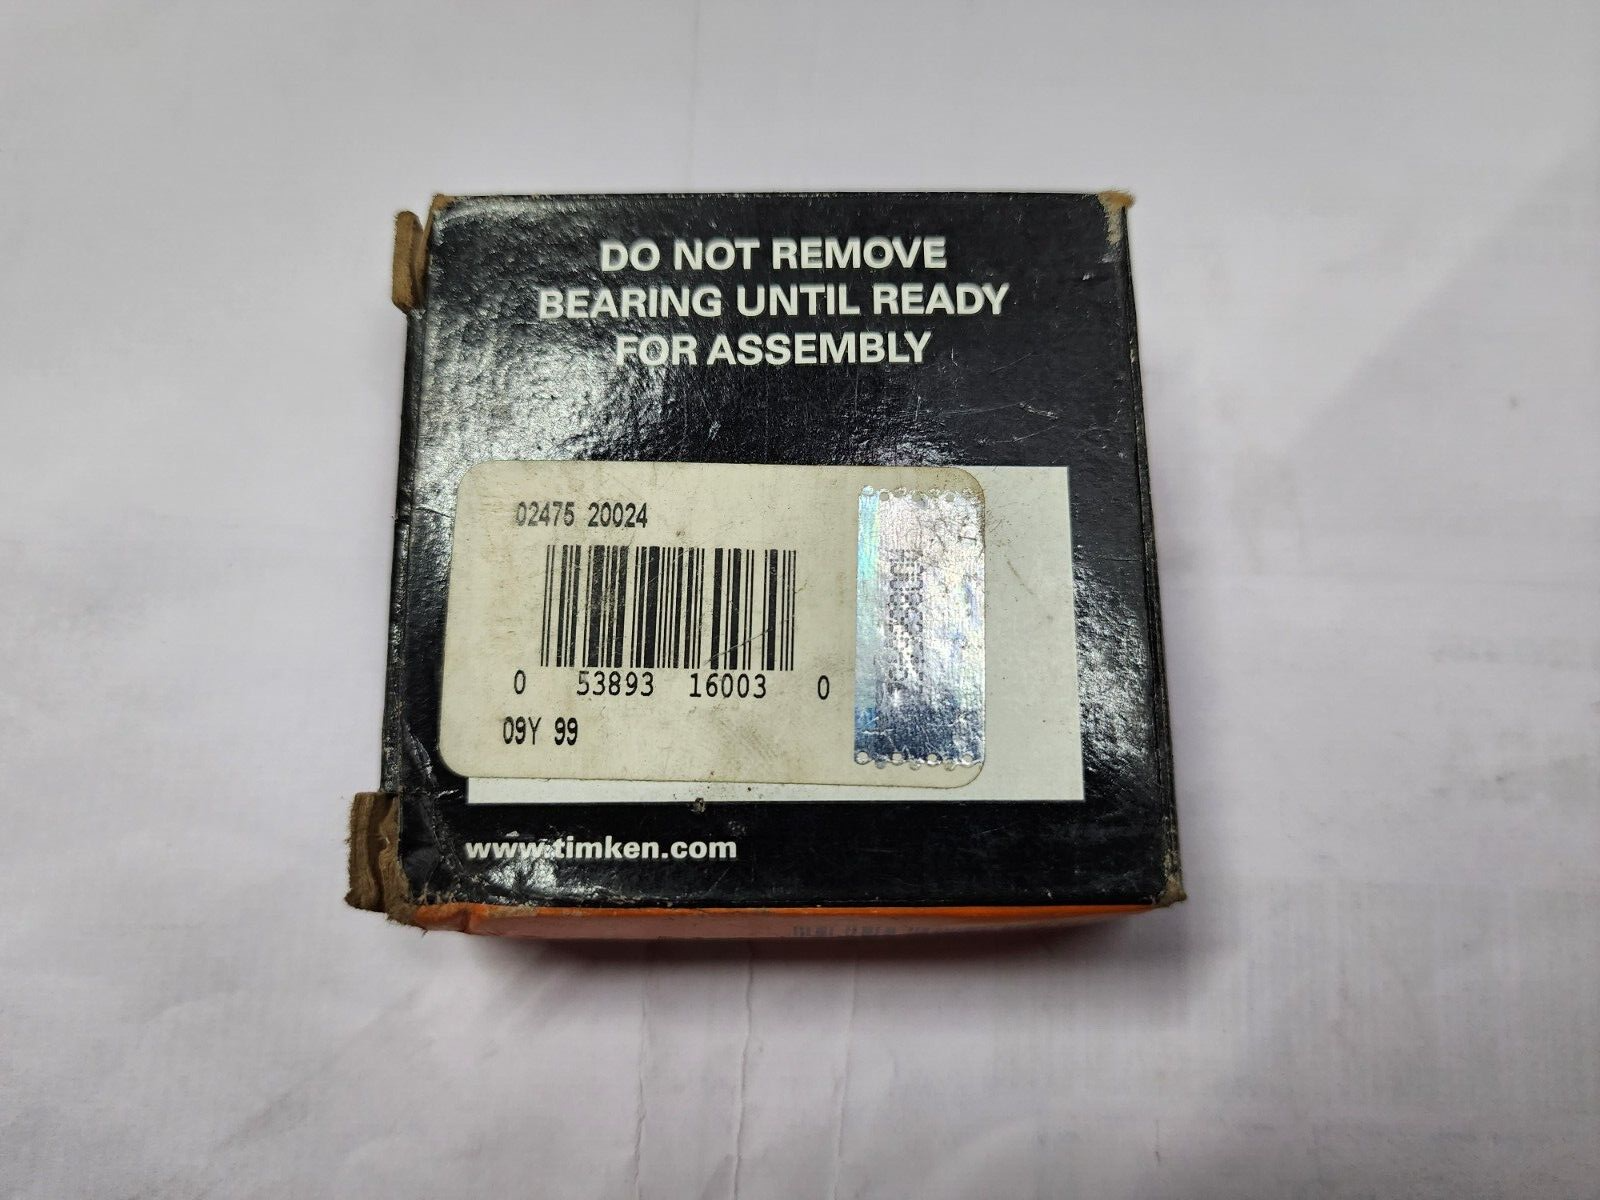 DO NOT REMOVE
BEARING UNTIL READY
FOR ASSEMBLY
02475 20024
0 53893 16003 0
09Y 99
www.timken.com